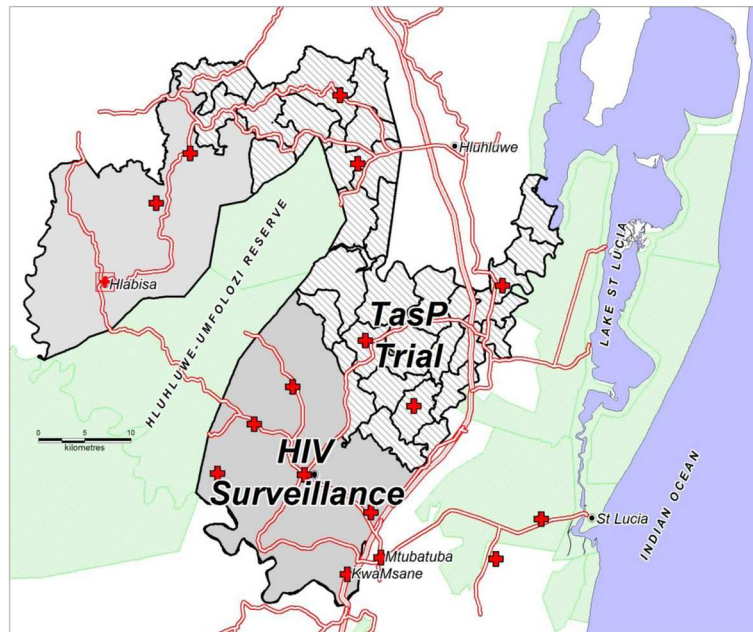 Hluhluwe
HLUHLUWE-UMFOLOZI RESERVE
LAKE ST LUCIA
Hlabisa
TasP
Trial
0 5 10
kilometres
HIV
Surveillance
St Lucia
INDIAN OCEAN
Mtubatuba
KwaMsane